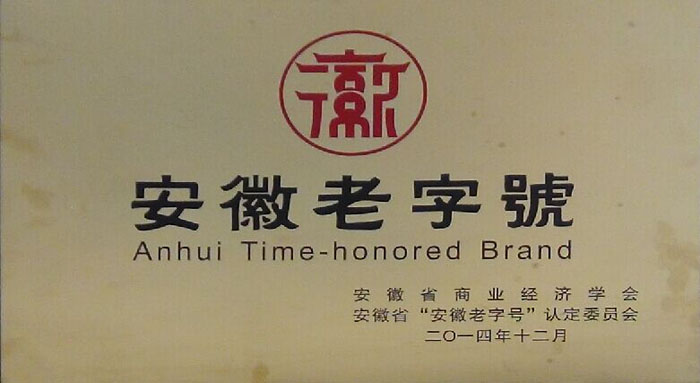 徽
安徽老字號
Anhui Time-honored Brand
安徽省商业经济学会
安徽省“安徽老字号”认定委员会
二〇一四年十二月